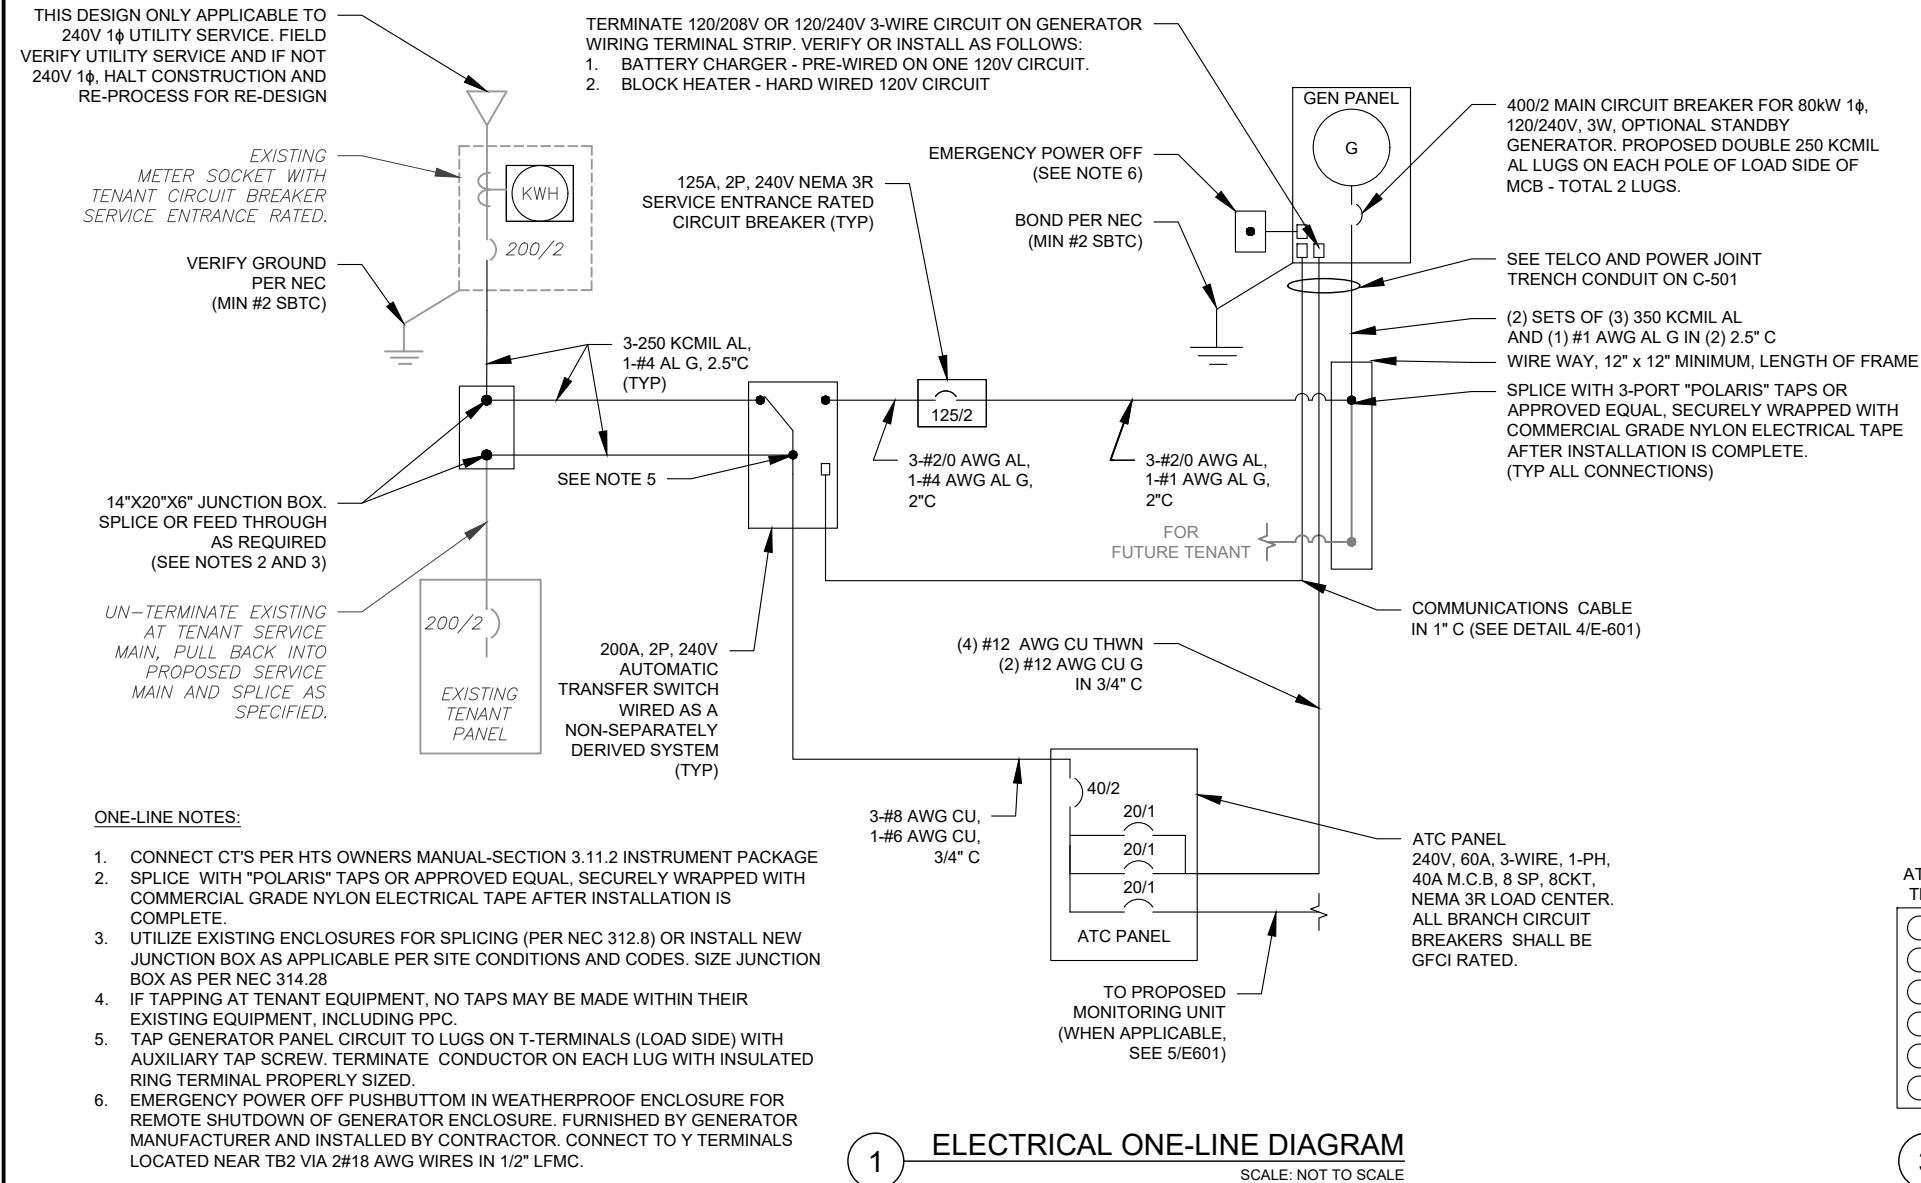 THIS DESIGN ONLY APPLICABLE TO
240V 1ϕ UTILITY SERVICE. FIELD
VERIFY UTILITY SERVICE AND IF NOT
240V 1ϕ, HALT CONSTRUCTION AND
RE-PROCESS FOR RE-DESIGN
TERMINATE 120/208V OR 120/240V 3-WIRE CIRCUIT ON GENERATOR
WIRING TERMINAL STRIP. VERIFY OR INSTALL AS FOLLOWS:
1. BATTERY CHARGER - PRE-WIRED ON ONE 120V CIRCUIT.
2. BLOCK HEATER - HARD WIRED 120V CIRCUIT
GEN PANEL
G
400/2 MAIN CIRCUIT BREAKER FOR 80kW 1ϕ,
120/240V, 3W, OPTIONAL STANDBY
GENERATOR. PROPOSED DOUBLE 250 KCMIL
AL LUGS ON EACH POLE OF LOAD SIDE OF
MCB - TOTAL 2 LUGS.
EXISTING
METER SOCKET WITH
TENANT CIRCUIT BREAKER
SERVICE ENTRANCE RATED.
KWH
200/2
125A, 2P, 240V NEMA 3R
SERVICE ENTRANCE RATED
CIRCUIT BREAKER (TYP)
EMERGENCY POWER OFF
(SEE NOTE 6)
BOND PER NEC
(MIN #2 SBTC)
VERIFY GROUND
PER NEC
(MIN #2 SBTC)
SEE TELCO AND POWER JOINT
TRENCH CONDUIT ON C-501
(2) SETS OF (3) 350 KCMIL AL
AND (1) #1 AWG AL G IN (2) 2.5" C
WIRE WAY, 12" x 12" MINIMUM, LENGTH OF FRAME
SPLICE WITH 3-PORT "POLARIS" TAPS OR
APPROVED EQUAL, SECURELY WRAPPED WITH
COMMERCIAL GRADE NYLON ELECTRICAL TAPE
AFTER INSTALLATION IS COMPLETE.
(TYP ALL CONNECTIONS)
3-250 KCMIL AL,
1-#4 AL G, 2.5"C
(TYP)
125/2
3-#2/0 AWG AL,
1-#4 AWG AL G,
2"C
3-#2/0 AWG AL,
1-#1 AWG AL G,
2"C
SEE NOTE 5
14"X20"X6" JUNCTION BOX.
SPLICE OR FEED THROUGH
AS REQUIRED
(SEE NOTES 2 AND 3)
FOR
FUTURE TENANT
UN-TERMINATE EXISTING
AT TENANT SERVICE
MAIN, PULL BACK INTO
PROPOSED SERVICE
MAIN AND SPLICE AS
SPECIFIED.
200/2
EXISTING
TENANT
PANEL
200A, 2P, 240V
AUTOMATIC
TRANSFER SWITCH
WIRED AS A
NON-SEPARATELY
DERIVED SYSTEM
(TYP)
(4) #12 AWG CU THWN
(2) #12 AWG CU G
IN 3/4" C
COMMUNICATIONS CABLE
IN 1" C (SEE DETAIL 4/E-601)
3-#8 AWG CU,
1-#6 AWG CU,
3/4" C
40/2
20/1
20/1
20/1
ATC PANEL
ATC PANEL
240V, 60A, 3-WIRE, 1-PH,
40A M.C.B, 8 SP, 8CKT,
NEMA 3R LOAD CENTER.
ALL BRANCH CIRCUIT
BREAKERS SHALL BE
GFCI RATED.
TO PROPOSED
MONITORING UNIT
(WHEN APPLICABLE,
SEE 5/E601)
ONE-LINE NOTES:
1. CONNECT CT'S PER HTS OWNERS MANUAL-SECTION 3.11.2 INSTRUMENT PACKAGE
2. SPLICE WITH "POLARIS" TAPS OR APPROVED EQUAL, SECURELY WRAPPED WITH
COMMERCIAL GRADE NYLON ELECTRICAL TAPE AFTER INSTALLATION IS
COMPLETE.
3. UTILIZE EXISTING ENCLOSURES FOR SPLICING (PER NEC 312.8) OR INSTALL NEW
JUNCTION BOX AS APPLICABLE PER SITE CONDITIONS AND CODES. SIZE JUNCTION
BOX AS PER NEC 314.28
4. IF TAPPING AT TENANT EQUIPMENT, NO TAPS MAY BE MADE WITHIN THEIR
EXISTING EQUIPMENT, INCLUDING PPC.
5. TAP GENERATOR PANEL CIRCUIT TO LUGS ON T-TERMINALS (LOAD SIDE) WITH
AUXILIARY TAP SCREW. TERMINATE CONDUCTOR ON EACH LUG WITH INSULATED
RING TERMINAL PROPERLY SIZED.
6. EMERGENCY POWER OFF PUSHBUTTOM IN WEATHERPROOF ENCLOSURE FOR
REMOTE SHUTDOWN OF GENERATOR ENCLOSURE. FURNISHED BY GENERATOR
MANUFACTURER AND INSTALLED BY CONTRACTOR. CONNECT TO Y TERMINALS
LOCATED NEAR TB2 VIA 2#18 AWG WIRES IN 1/2" LFMC.
1
ELECTRICAL ONE-LINE DIAGRAM
SCALE: NOT TO SCALE